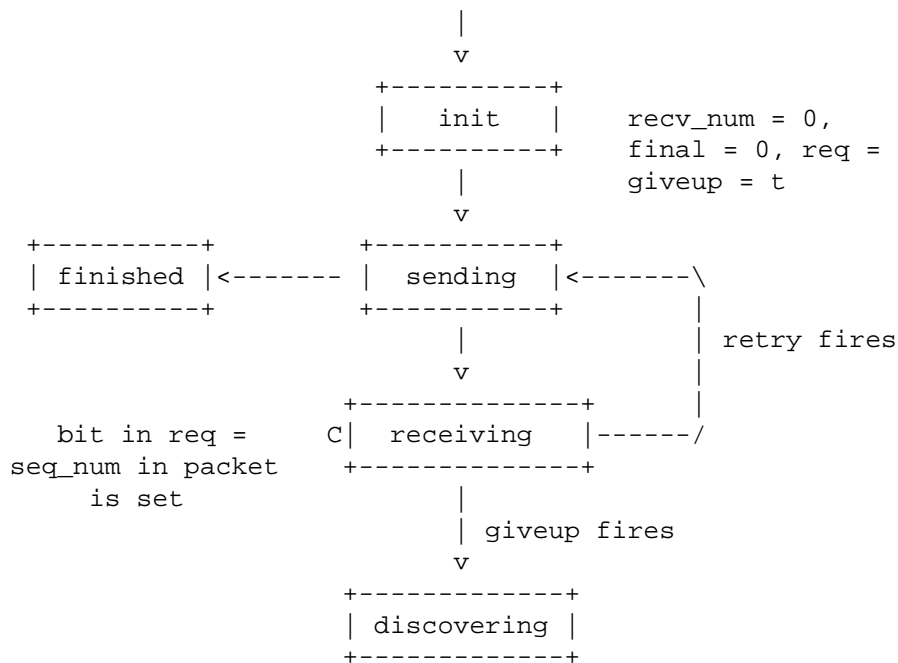 |
v
+----------+
|   init   |   recv_num = 0,
+----------+   final = 0, req =
|   giveup = t
v
+----------+   +-----------+
| finished |<------- |  sending  |<-------\
+----------+   +-----------+   |
|   | retry fires
v   |
+--------------+   |
bit in req =   C|  receiving   |------/
seq_num in packet   +--------------+
is set   |
| giveup fires
v
+-------------+
| discovering |
+-------------+